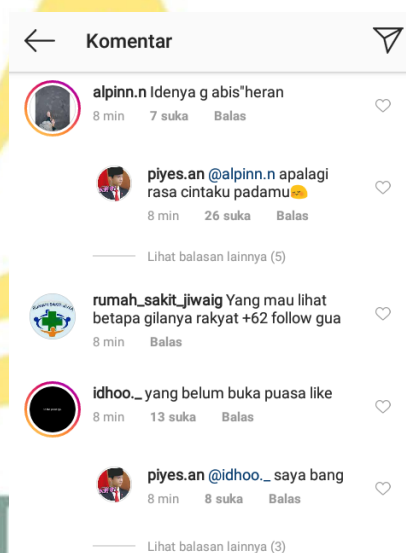 Komentar
alpinn.n Idenya g abis"heran
8 min 7 suka Balas
piyes.an @alpinn.n apalagi
rasa cintaku padamu
8 min 26 suka Balas
Lihat balasan lainnya (5)
rumah_sakit_jiwaig Yang mau lihat
betapa gilanya rakyat +62 follow gua
8 min Balas
idhoo._ yang belum buka puasa like
8 min 13 suka Balas
piyes.an @idhoo._ saya bang
8 min 8 suka Balas
Lihat balasan lainnya (3)